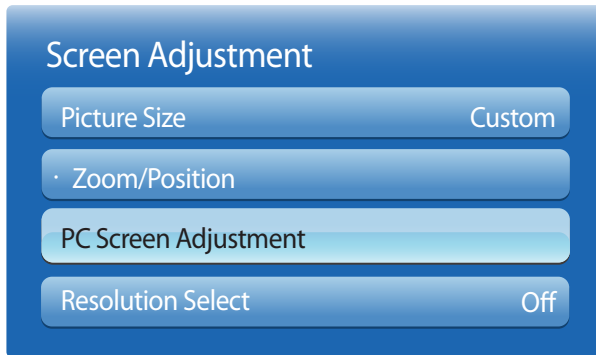 Screen Adjustment
Picture Size Custom
· Zoom/Position
PC Screen Adjustment
Resolution Select Off